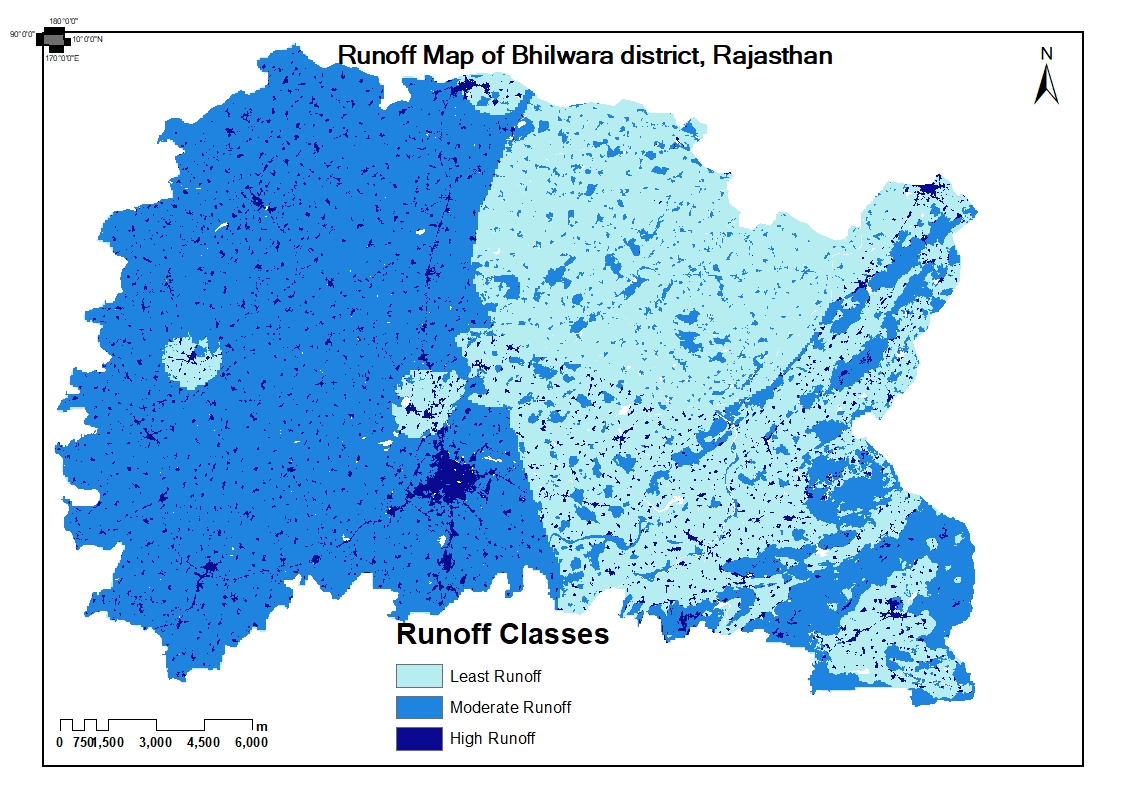 180°0'0"
90°0'0"
10°0'0"N
170°0'0"E
Runoff Map of Bhilwara district, Rajasthan
N
Runoff Classes
Least Runoff
Moderate Runoff
High Runoff
m
0 750 1,500 3,000 4,500 6,000